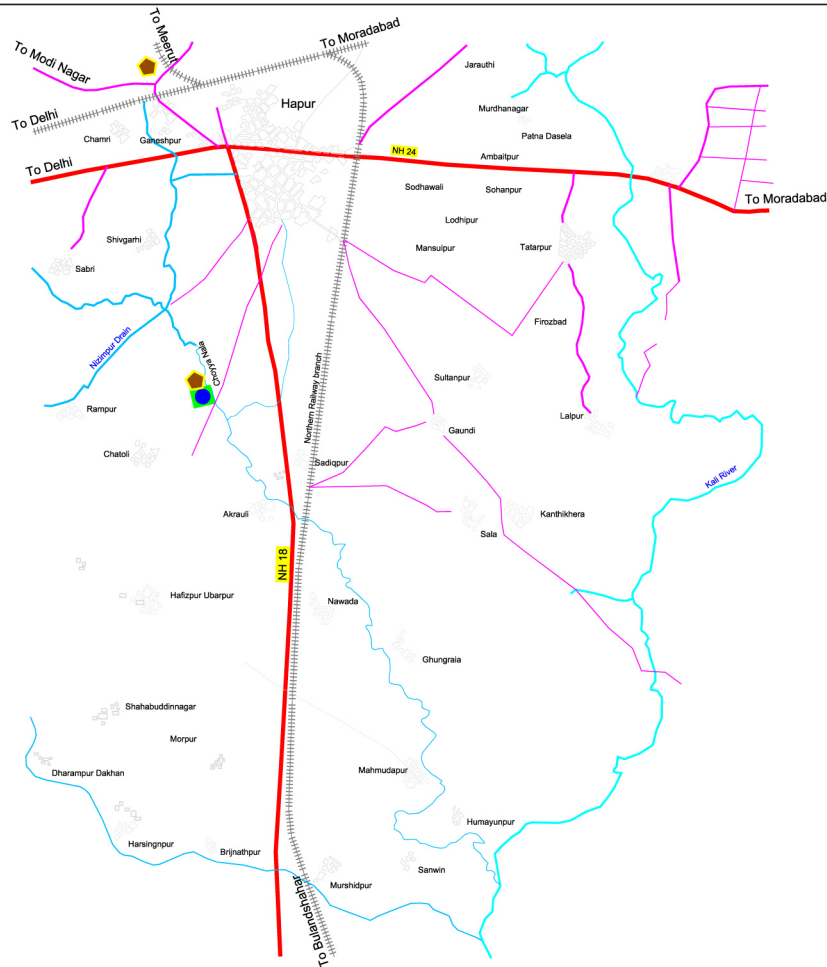 To Meerut
To Moradabad
To Modi Nagar
Jarauthi
Hapur
Murdhanagar
To Delhi
Chamri
Ganeshpur
Patna Dasela
NH 24
Ambaitpur
To Delhi
Sodhawali
Sohanpur
To Moradabad
Lodhipur
Shivgarhi
Mansuipur
Tatarpur
Sabri
Firozbad
Nizimpur Drain
Choyya Nala
Northern Railway branch
Sultanpur
Rampur
Lalpur
Gaundi
Chatoli
Sadiqpur
Kali River
Akrauli
Kanthikhera
Sala
NH 18
Hafizpur Ubarpur
Nawada
Ghungraia
Shahabuddinnagar
Morpur
Dharampur Dakhan
Mahmudapur
Humayunpur
Harsingnpur
Brijnathpur
Sanwin
Murshidpur
To Bulandshahar